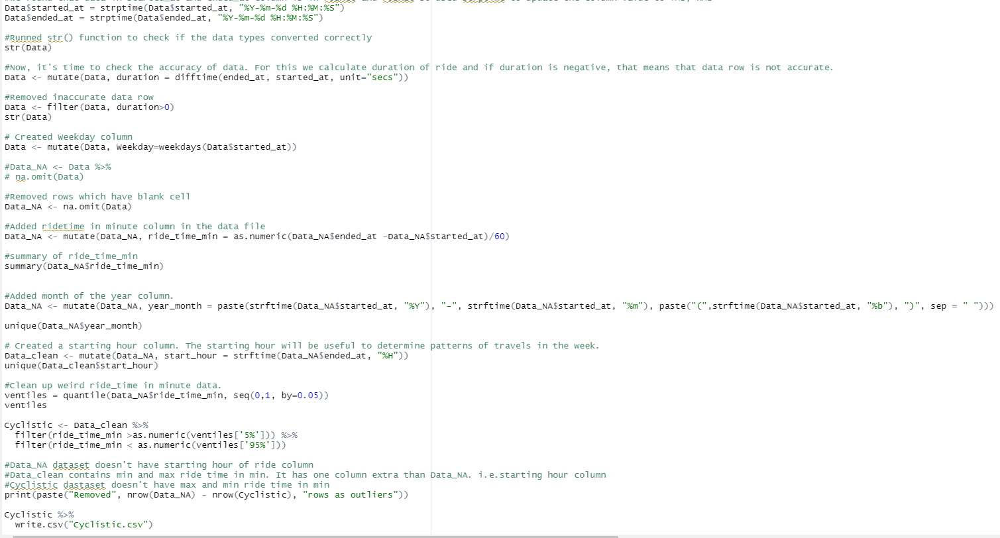 Data$started_at = strptime(Data$started_at, "%Y-%m-%d %H:%M:%S")
Data$ended_at = strptime(Data$ended_at, "%Y-%m-%d %H:%M:%S")
#Runned str() function to check if the data types converted correctly
str(Data)
#Now, it's time to check the accuracy of data. For this we calculate duration of ride and if duration is negative, that means that data row is not accurate.
Data <- mutate(Data, duration = difftime(ended_at, started_at, unit="secs"))
#Removed inaccurate data row
Data <- filter(Data, duration>0)
str(Data)
# Created Weekday column
Data <- mutate(Data, Weekday=weekdays(Data$started_at))
#Data_NA <- Data %>%
# na.omit(Data)
#Removed rows which have blank cell
Data_NA <- na.omit(Data)
#Added ridetime in minute column in the data file
Data_NA <- mutate(Data_NA, ride_time_min = as.numeric(Data_NA$ended_at -Data_NA$started_at)/60)
#summary of ride_time_min
summary(Data_NA$ride_time_min)
#Added month of the year column.
Data_NA <- mutate(Data_NA, year_month = paste(strftime(Data_NA$started_at, "%Y"), "-", strftime(Data_NA$started_at, "%m"), paste("(",strftime(Data_NA$started_at, "%b"), ")", sep = " ")))
unique(Data_NA$year_month)
# Created a starting hour column. The starting hour will be useful to determine patterns of travels in the week.
Data_clean <- mutate(Data_NA, start_hour = strftime(Data_NA$ended_at, "%H"))
unique(Data_clean$start_hour)
#Clean up weird ride_time in minute data.
ventiles = quantile(Data_NA$ride_time_min, seq(0,1, by=0.05))
ventiles
Cyclistic <- Data_clean %>%
filter(ride_time_min >as.numeric(ventiles['5%'])) %>%
filter(ride_time_min < as.numeric(ventiles['95%']))
#Data_NA dataset doesn't have starting hour of ride column
#Data_clean contains min and max ride time in min. It has one column extra than Data_NA. i.e.starting hour column
#Cyclistic dastaset doesn't have max and min ride time in min
print(paste("Removed", nrow(Data_NA) - nrow(Cyclistic), "rows as outliers"))
Cyclistic %>%
write.csv("Cyclistic.csv")